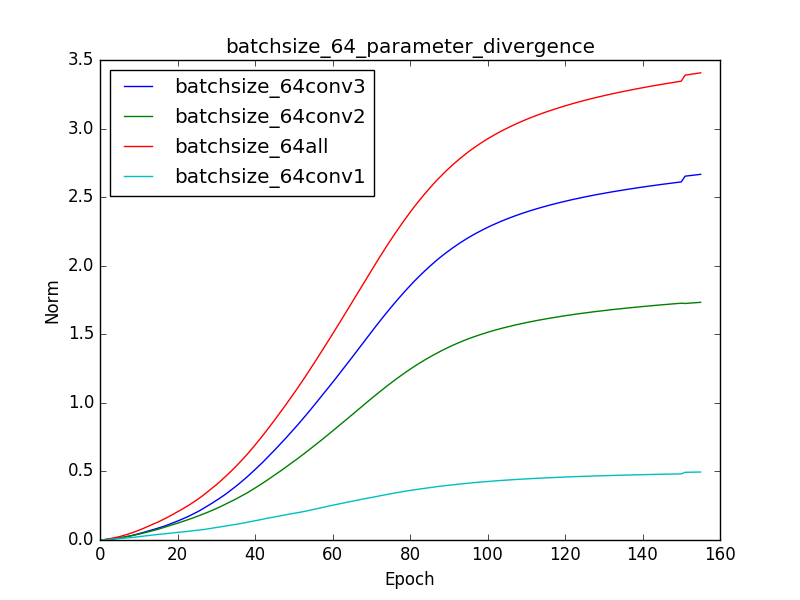 batchsize_64_parameter_divergence
batchsize_64conv3
batchsize_64conv2
batchsize_64all
batchsize_64conv1
3.5
3.0
2.5
2.0
1.5
1.0
0.5
0.0
Norm
0 20 40 60 80 100 120 140 160
Epoch